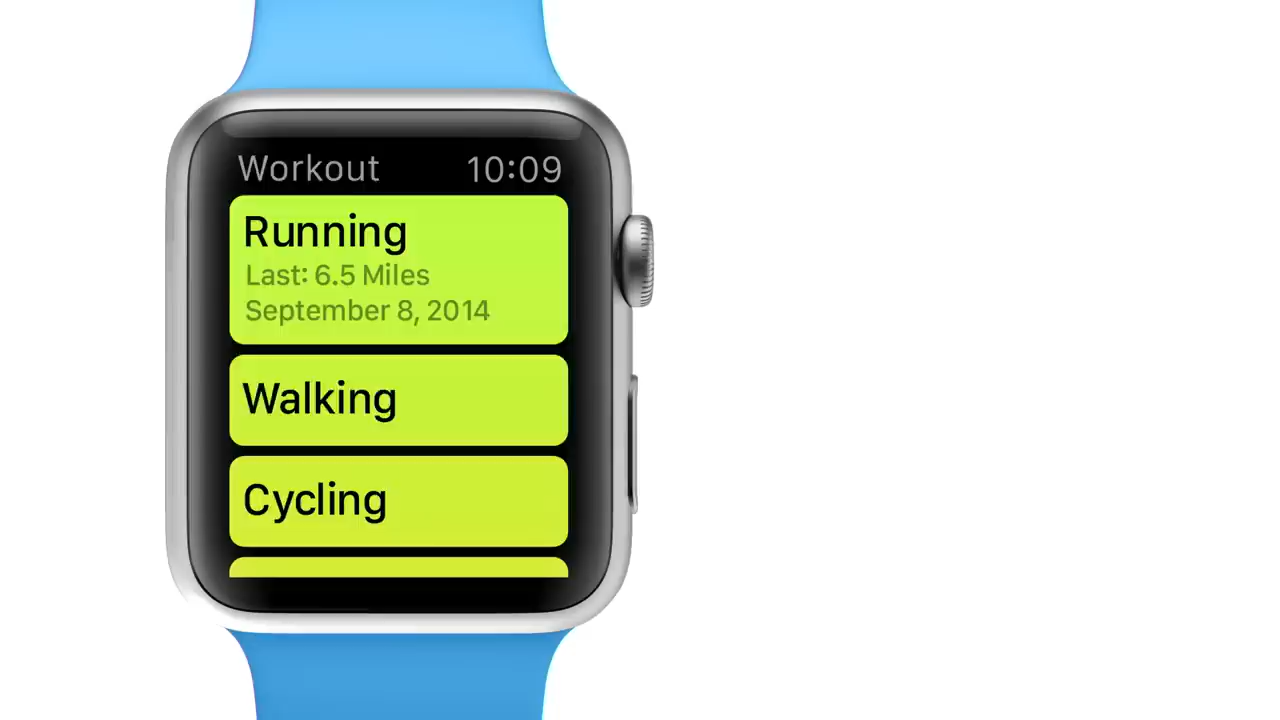 Workout 10:09
Running
Last: 6.5 Miles
September 8, 2014
Walking
Cycling